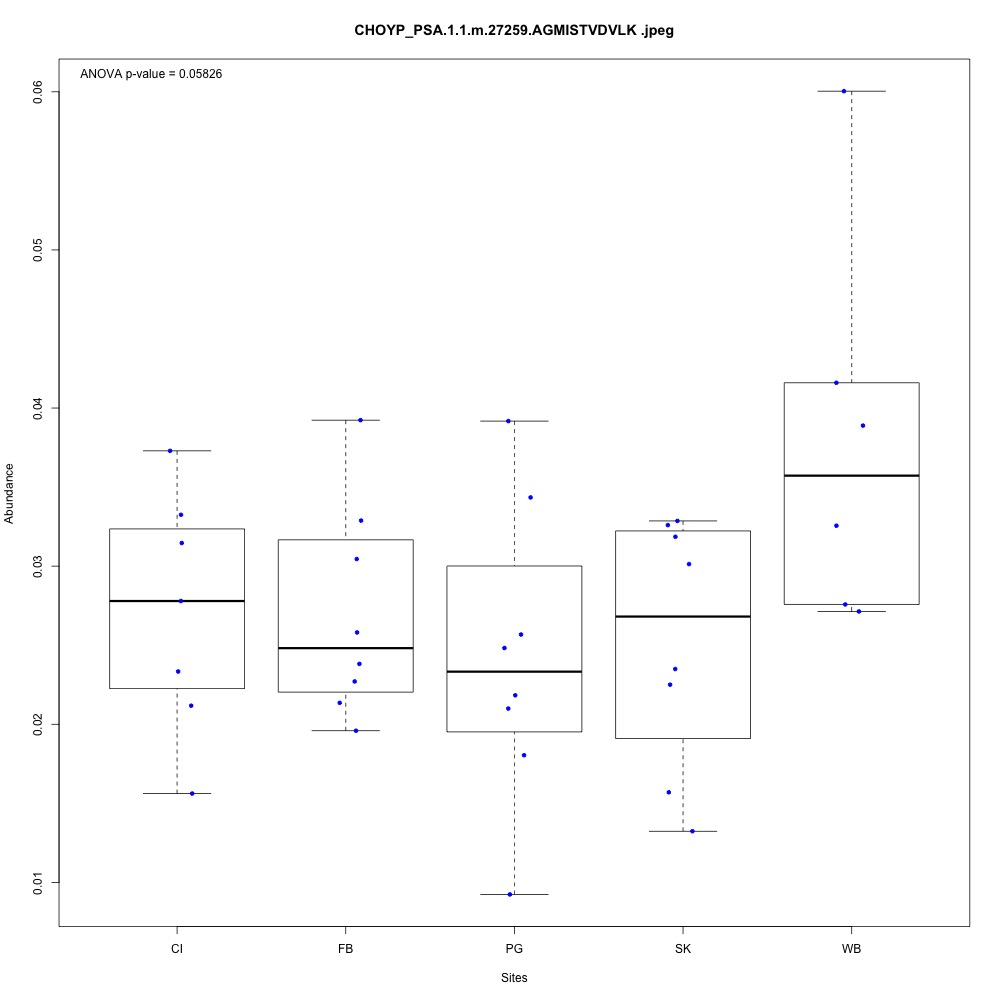 CHOYP_PSA.1.1.m.27259.AGMISTVDVLK .jpeg
ANOVA p-value = 0.05826
0.06
0.05
0.04
0.03
0.02
0.01
Abundance
CI FB PG SK WB
Sites